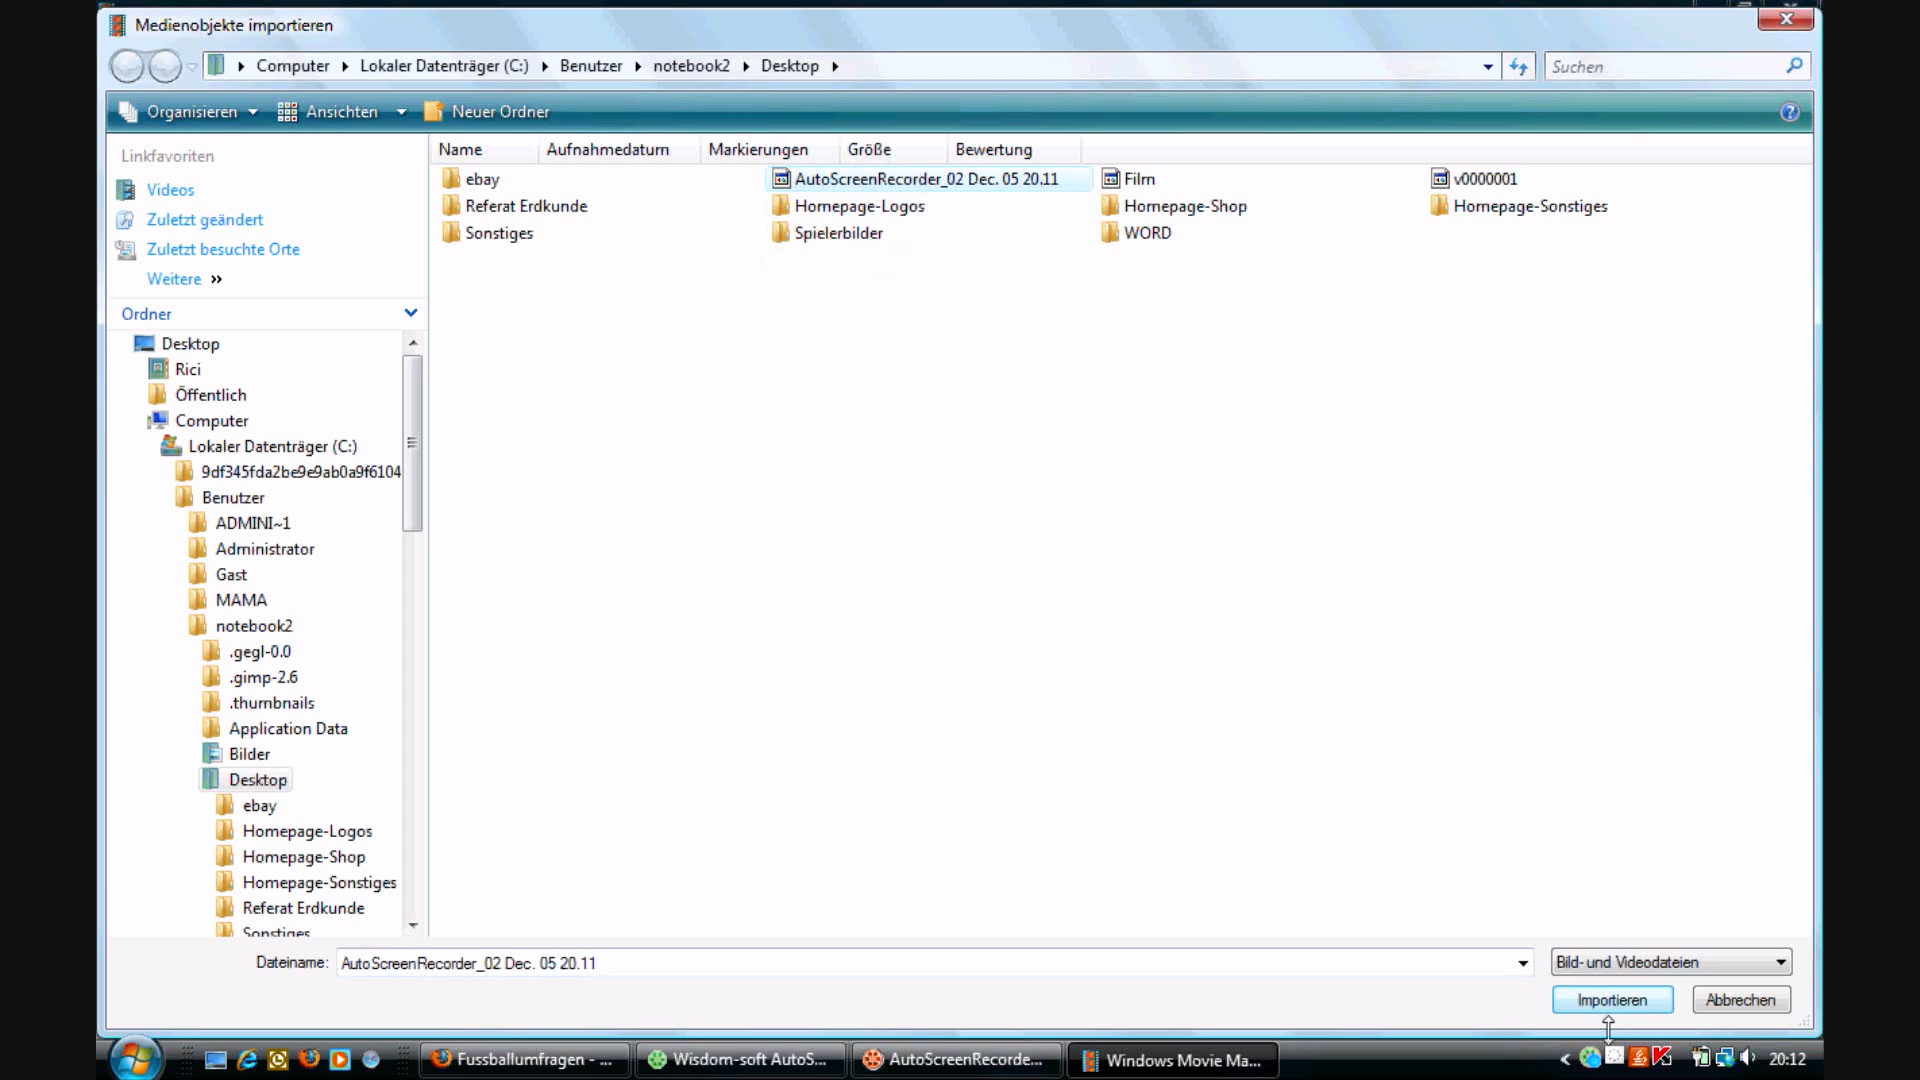 Medienobjekte importieren
Computer Lokaler Datenträger (C:) Benutzer notebook2 Desktop
Suchen
Organisieren Ansichten Neuer Ordner
Linkfavoriten
Videos
Zuletzt geändert
Zuletzt besuchte Orte
Weitere »
Ordner
Desktop
Rici
Öffentlich
Computer
Lokaler Datenträger (C:)
9df345fda2be9e9ab0a9f6104
Benutzer
ADMINI~1
Administrator
Gast
MAMA
notebook2
.gegl-0.0
.gimp-2.6
.thumbnails
Application Data
Bilder
Desktop
ebay
Homepage-Logos
Homepage-Shop
Homepage-Sonstiges
Referat Erdkunde
Sonstiges
Name Aufnahmedatum Markierungen Größe Bewertung
ebay AutoScreenRecorder_02 Dec. 05 20.11 Film v0000001
Referat Erdkunde Homepage-Logos Homepage-Shop Homepage-Sonstiges
Sonstiges Spielerbilder WORD
Dateiname: AutoScreenRecorder_02 Dec. 05 20.11 Bild- und Videodateien
Importieren Abbrechen
Fussballumfragen - ... Wisdom-soft AutoS... AutoScreenRecorde... Windows Movie Ma... 20:12